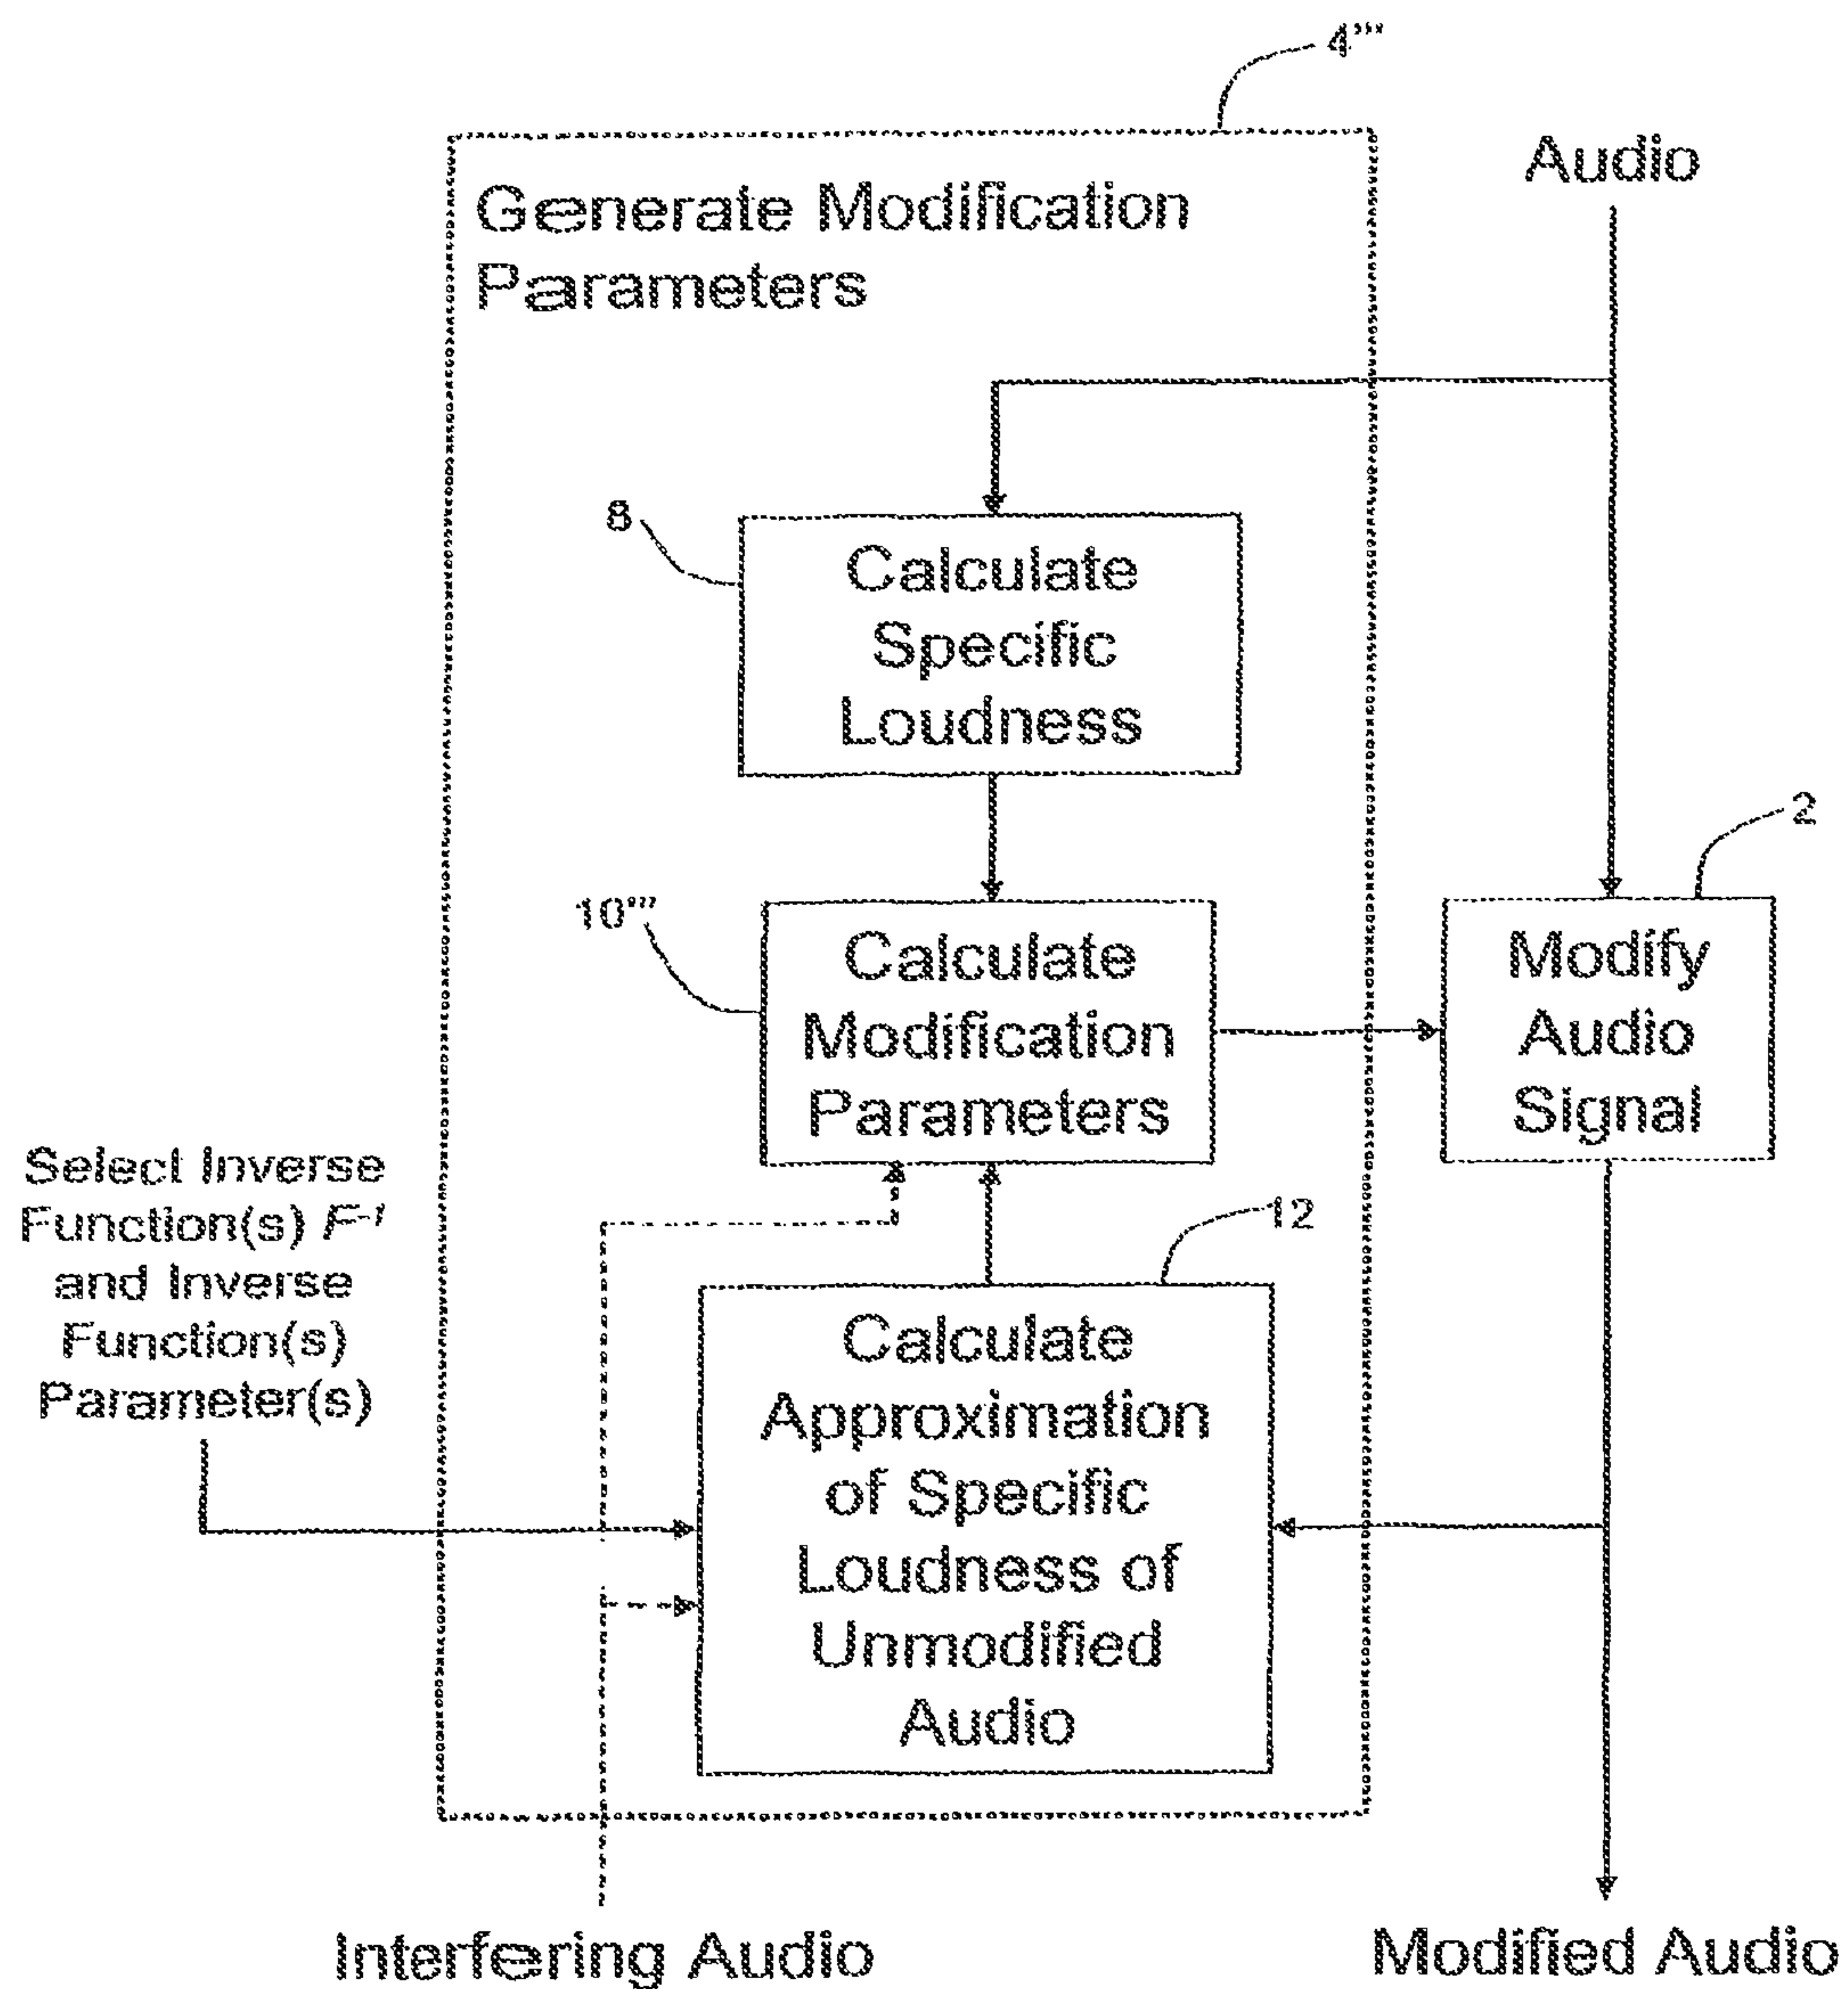 4'''
Audio
Generate Modification
Parameters
8
Calculate
Specific
Loudness
2
10'''
Calculate
Modification
Parameters
Modify
Audio
Signal
Select Inverse
Function(s) F⁻¹
and Inverse
Function(s)
Parameter(s)
12
Calculate
Approximation
of Specific
Loudness of
Unmodified
Audio
Interfering Audio
Modified Audio